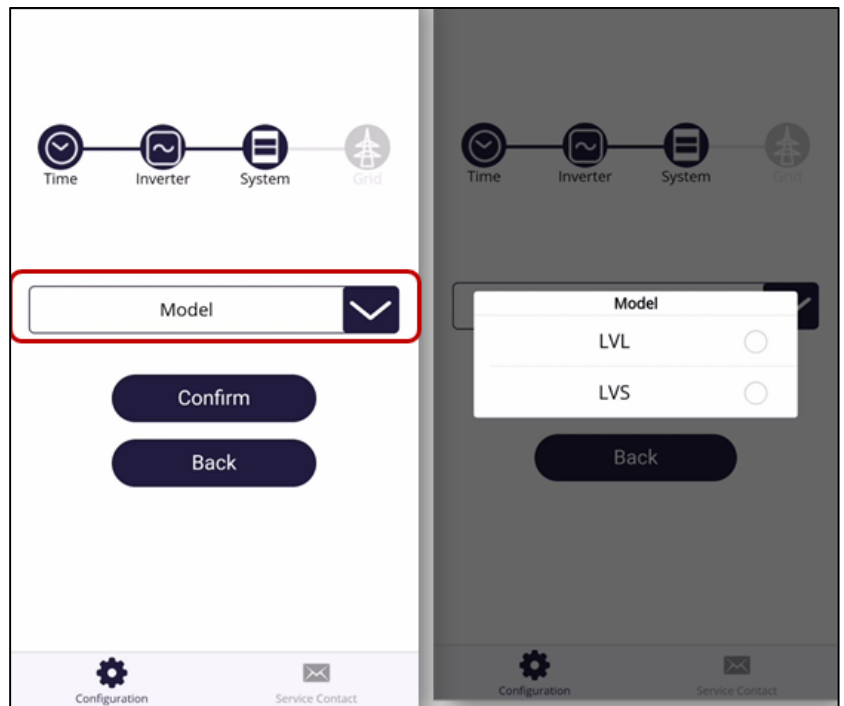 Time Inverter System Grid
Model
Confirm
Back
Configuration Service Contact
Time Inverter System Grid
Model
LVL
LVS
Back
Configuration Service Contact